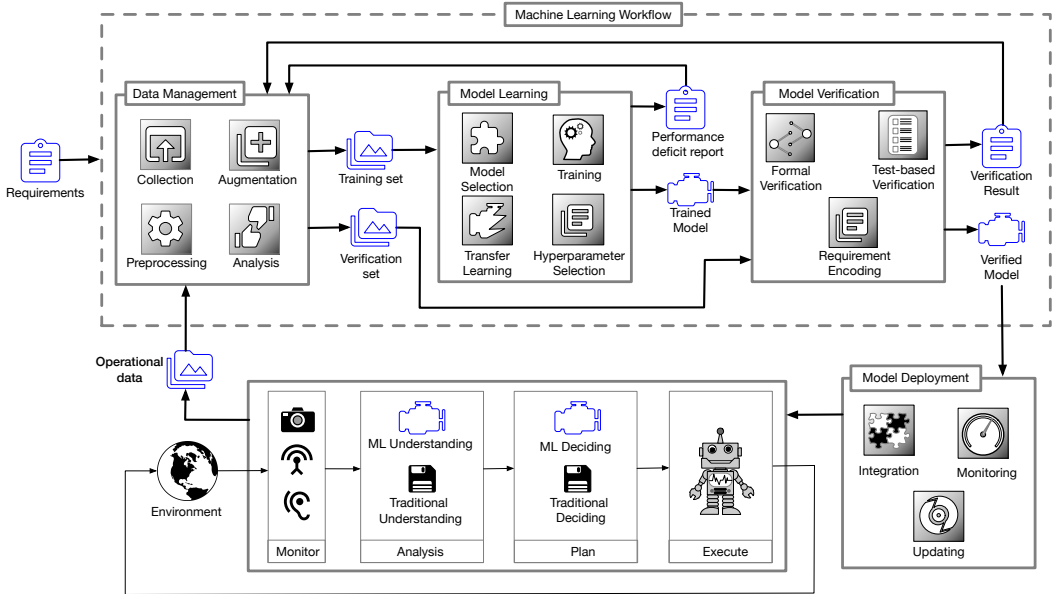 Machine Learning Workflow
Data Management
Collection
Augmentation
Preprocessing
Analysis
Requirements
Training set
Verification
set
Model Learning
Model
Selection
Training
Transfer
Learning
Hyperparameter
Selection
Performance
deficit report
Trained
Model
Model Verification
Formal
Verification
Test-based
Verification
Requirement
Encoding
Verification
Result
Verified
Model
Operational
data
Environment
Monitor
ML Understanding
Traditional
Understanding
Analysis
ML Deciding
Traditional
Deciding
Plan
Execute
Model Deployment
Integration
Monitoring
Updating